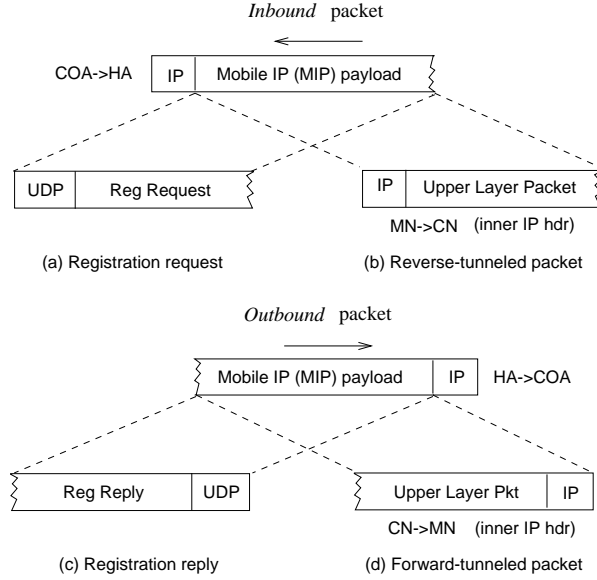 Inbound packet
COA->HA IP Mobile IP (MIP) payload
UDP Reg Request IP Upper Layer Packet
MN->CN (inner IP hdr)
(a) Registration request (b) Reverse-tunneled packet
Outbound packet
Mobile IP (MIP) payload IP HA->COA
Reg Reply UDP Upper Layer Pkt IP
CN->MN (inner IP hdr)
(c) Registration reply (d) Forward-tunneled packet